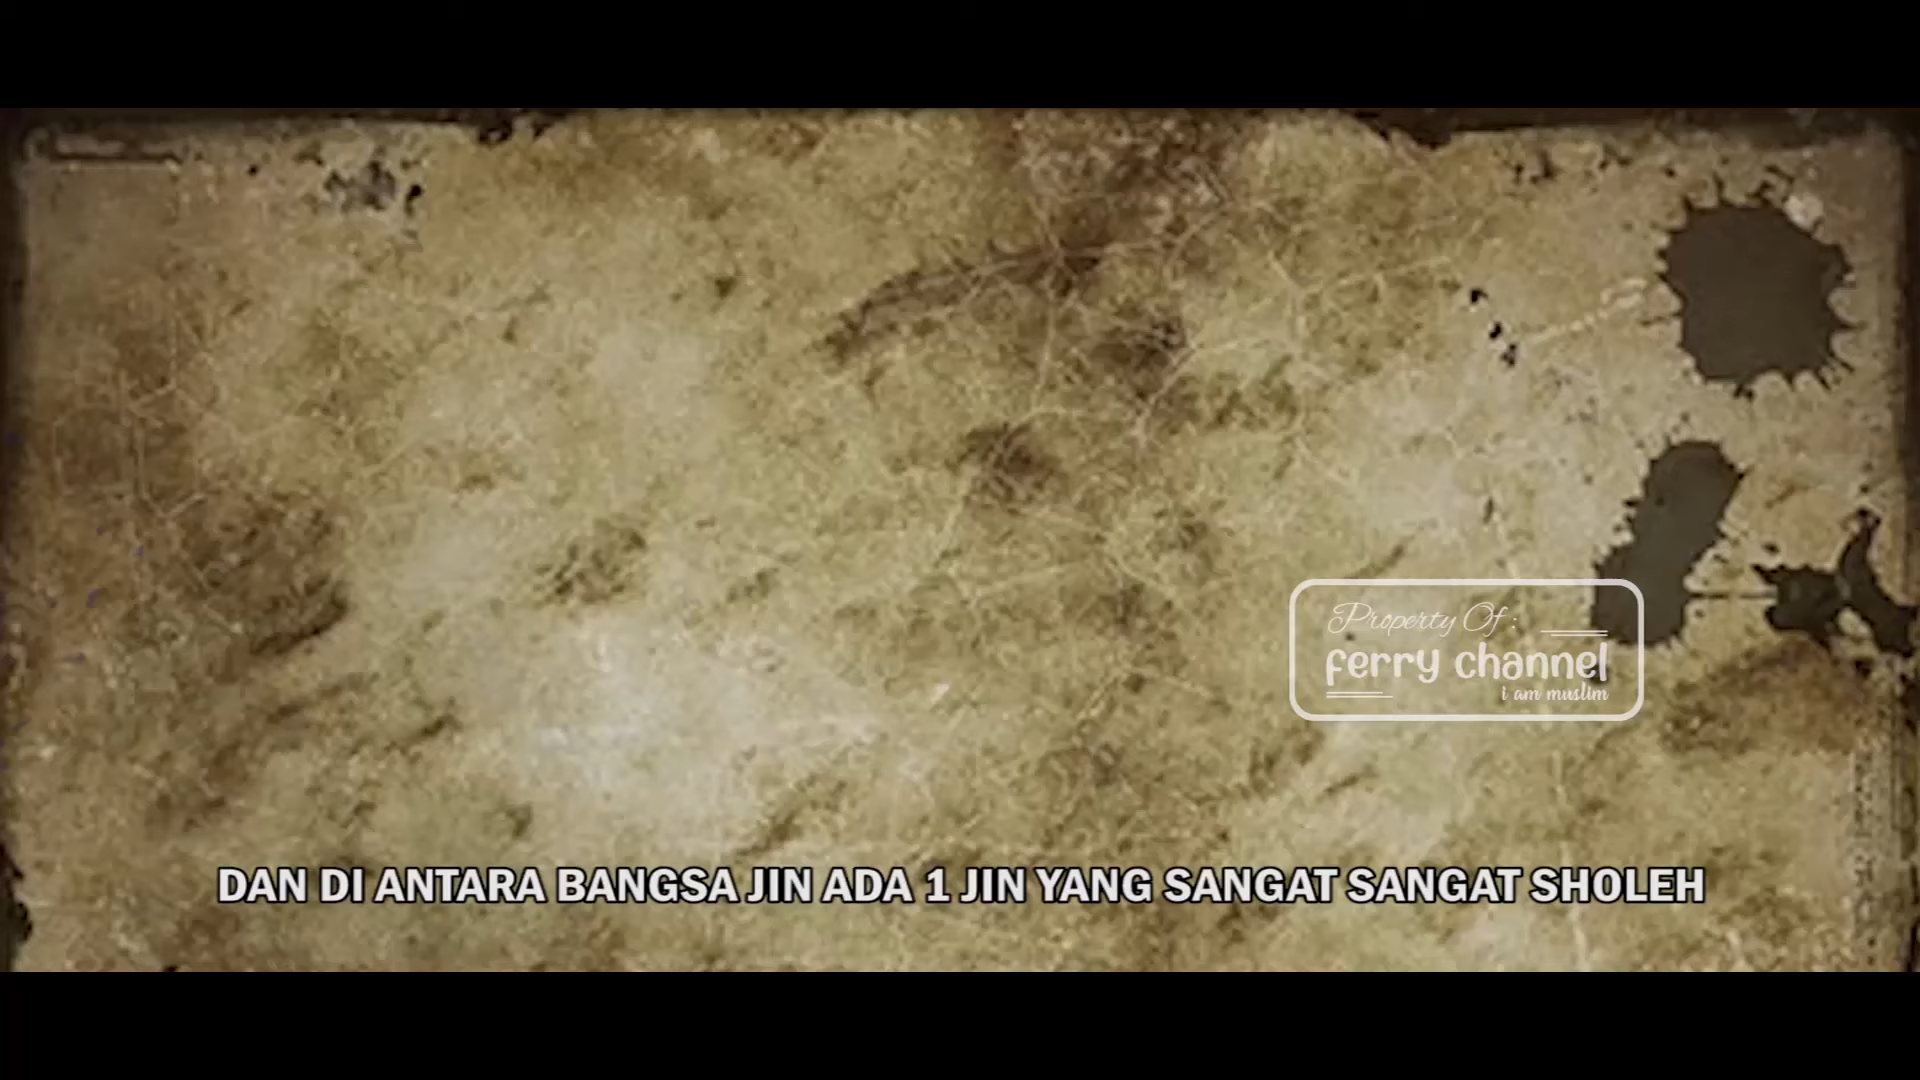 Property Of :
ferry channel
i am muslim
DAN DI ANTARA BANGSA JIN ADA 1 JIN YANG SANGAT SANGAT SHOLEH